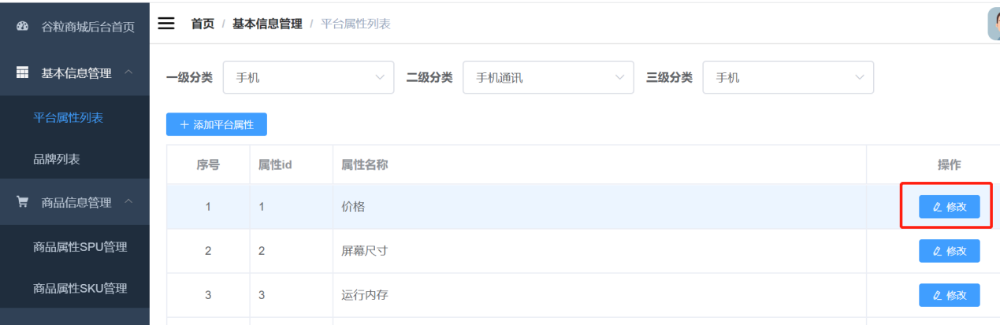 谷粒商城后台首页
首页 / 基本信息管理 / 平台属性列表
基本信息管理
一级分类 手机 二级分类 手机通讯 三级分类 手机
平台属性列表
+ 添加平台属性
品牌列表
序号 属性id 属性名称 操作
商品信息管理
1 1 价格 修改
商品属性SPU管理
2 2 屏幕尺寸 修改
商品属性SKU管理
3 3 运行内存 修改